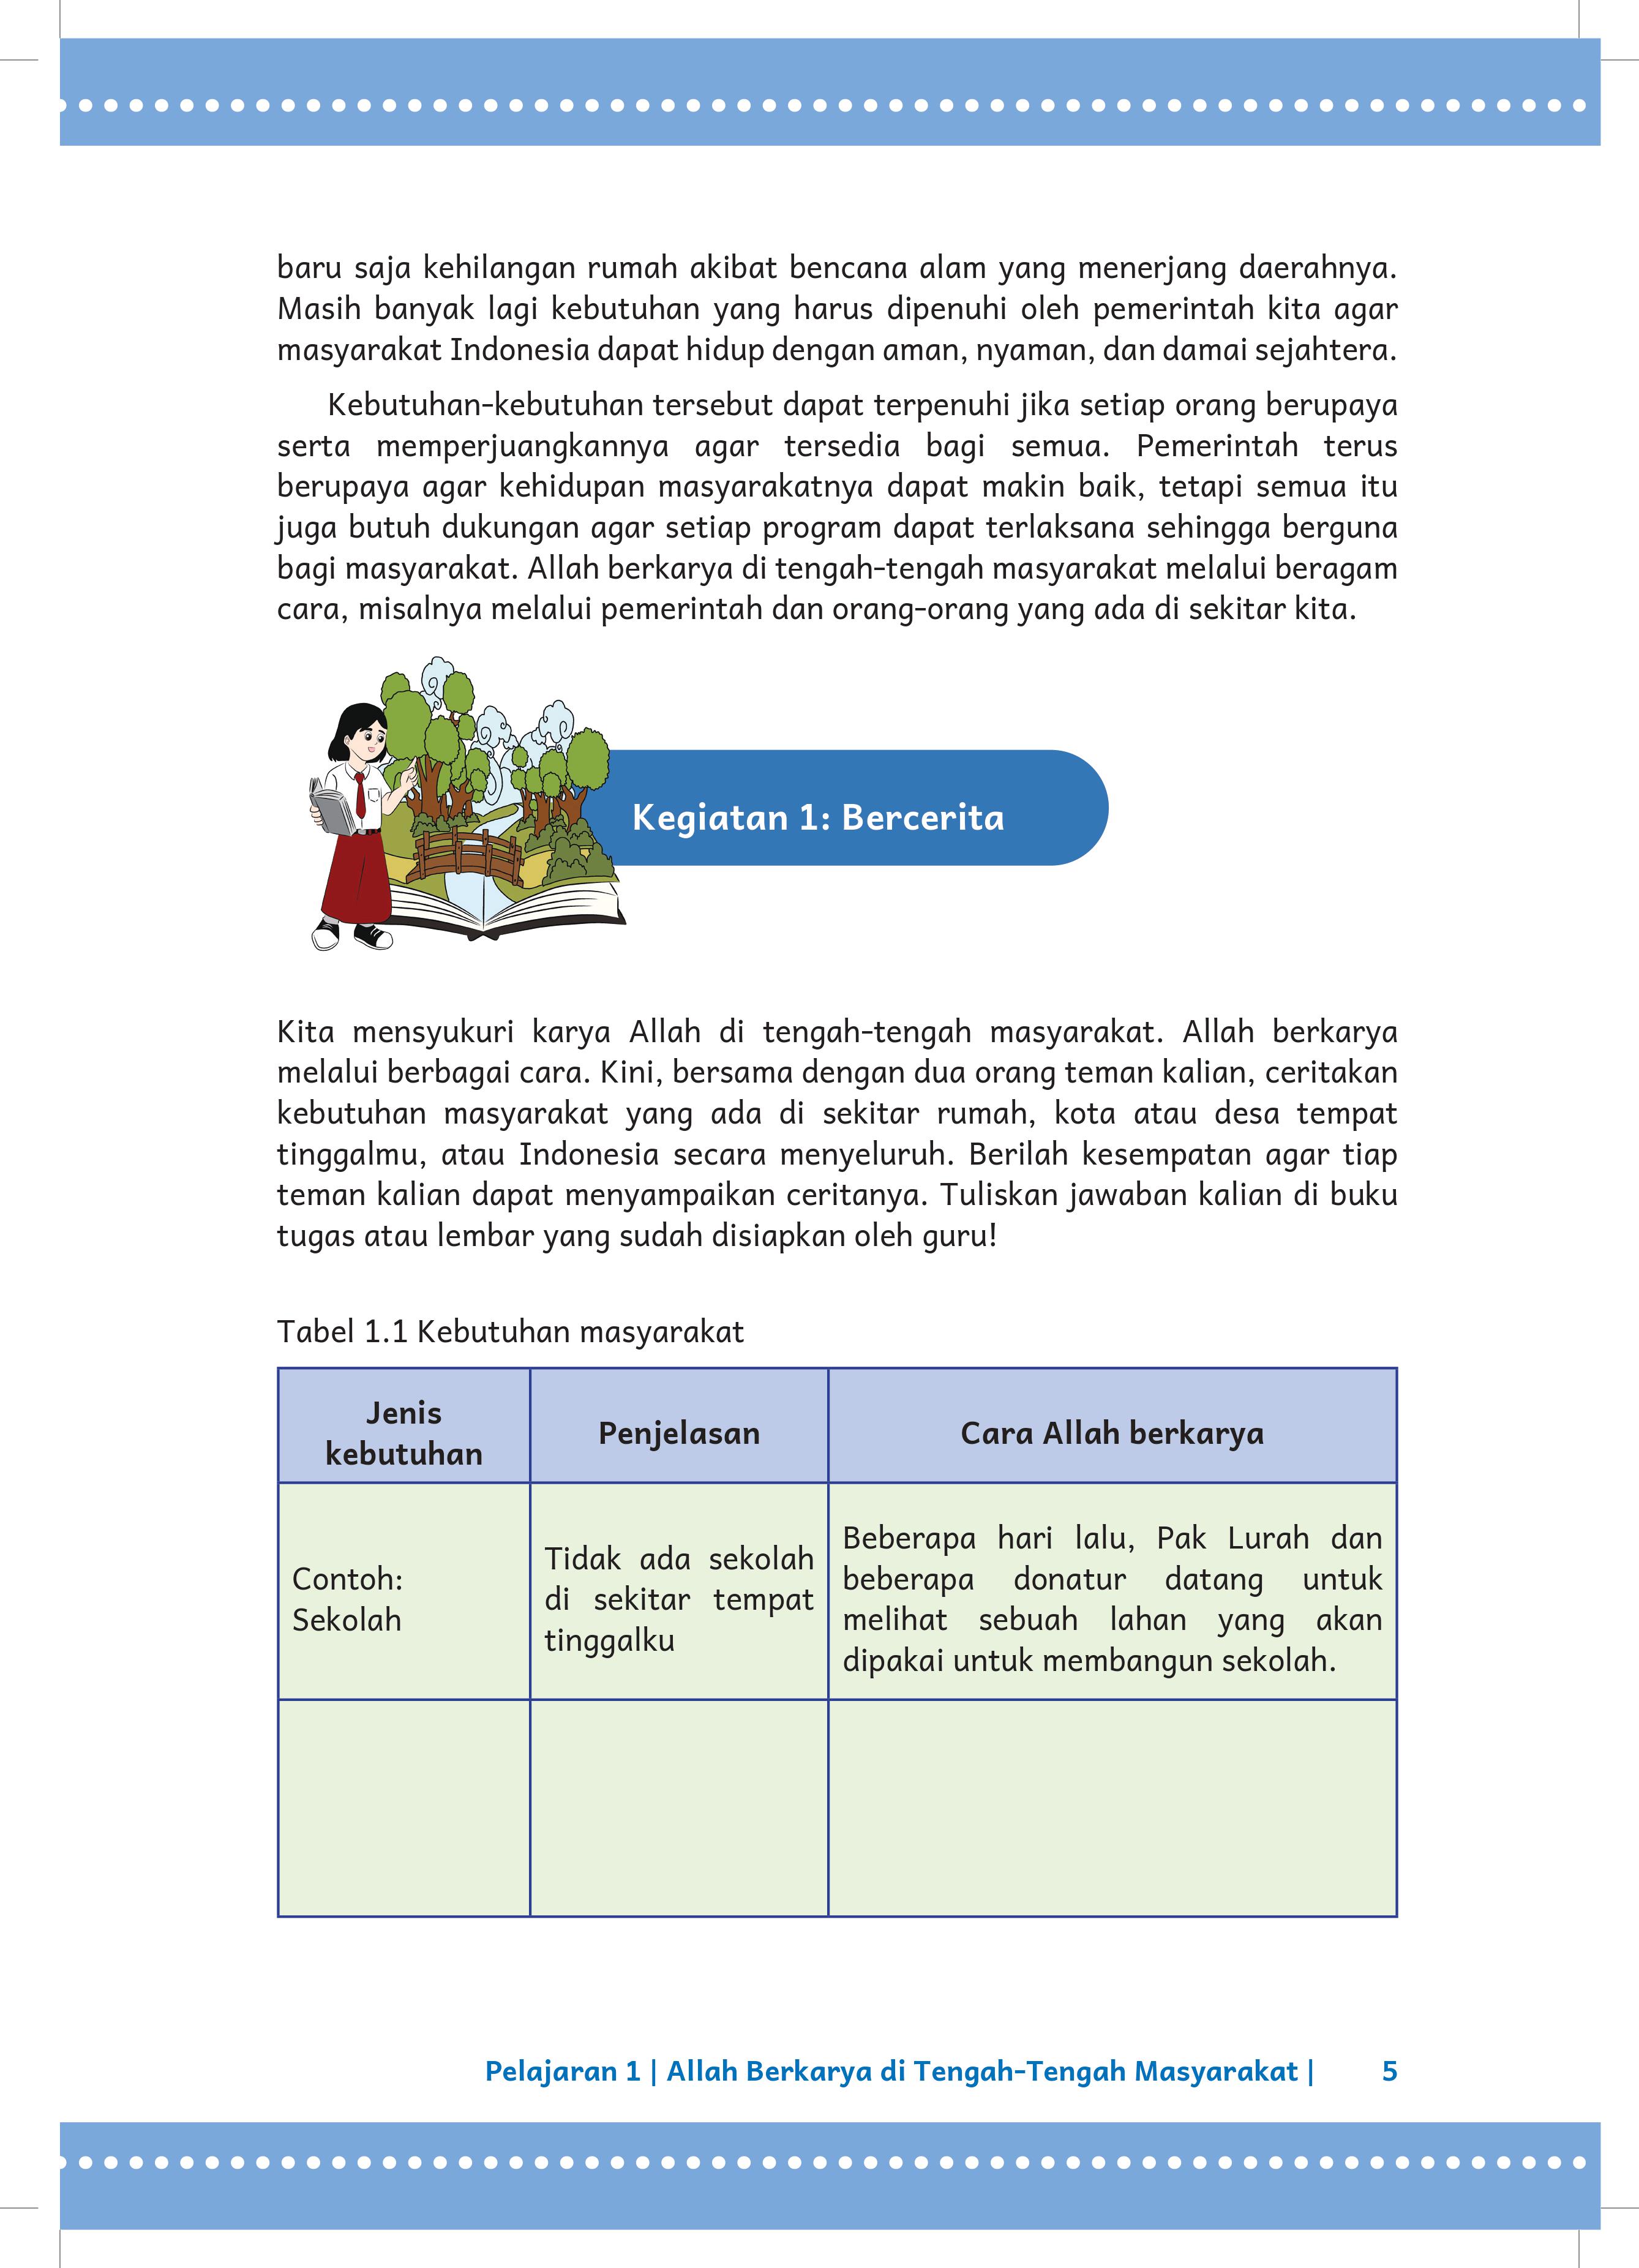 baru saja kehilangan rumah akibat bencana alam yang menerjang daerahnya.
Masih banyak lagi kebutuhan yang harus dipenuhi oleh pemerintah kita agar
masyarakat Indonesia dapat hidup dengan aman, nyaman, dan damai sejahtera.
Kebutuhan-kebutuhan tersebut dapat terpenuhi jika setiap orang berupaya
serta memperjuangkannya agar tersedia bagi semua. Pemerintah terus
berupaya agar kehidupan masyarakatnya dapat makin baik, tetapi semua itu
juga butuh dukungan agar setiap program dapat terlaksana sehingga berguna
bagi masyarakat. Allah berkarya di tengah-tengah masyarakat melalui beragam
cara, misalnya melalui pemerintah dan orang-orang yang ada di sekitar kita.
Kegiatan 1: Bercerita
Kita mensyukuri karya Allah di tengah-tengah masyarakat. Allah berkarya
melalui berbagai cara. Kini, bersama dengan dua orang teman kalian, ceritakan
kebutuhan masyarakat yang ada di sekitar rumah, kota atau desa tempat
tinggalmu, atau Indonesia secara menyeluruh. Berilah kesempatan agar tiap
teman kalian dapat menyampaikan ceritanya. Tuliskan jawaban kalian di buku
tugas atau lembar yang sudah disiapkan oleh guru!
Tabel 1.1 Kebutuhan masyarakat
Jenis
kebutuhan
Penjelasan
Cara Allah berkarya
Contoh:
Sekolah
Tidak ada sekolah
di sekitar tempat
tinggalku
Beberapa hari lalu, Pak Lurah dan
beberapa donatur datang untuk
melihat sebuah lahan yang akan
dipakai untuk membangun sekolah.
Pelajaran 1 | Allah Berkarya di Tengah-Tengah Masyarakat | 5